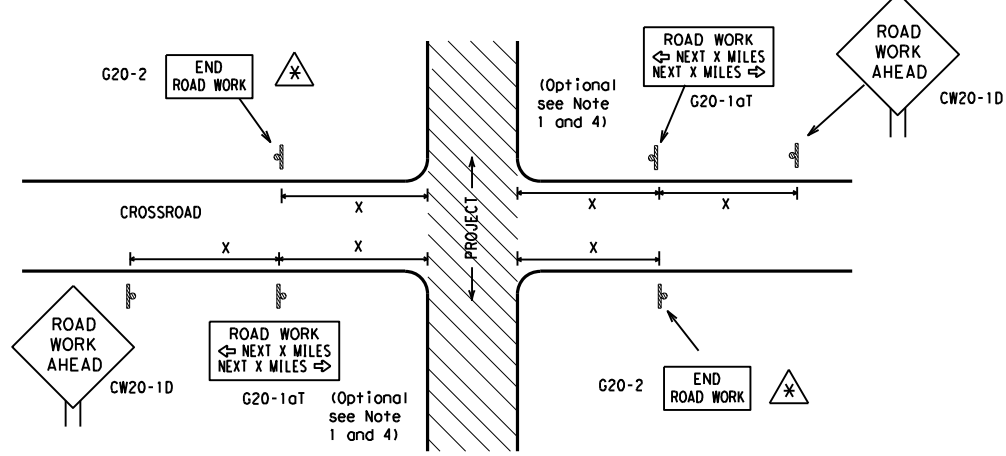 G20-2
END
ROAD WORK
*
(Optional
see Note
1 and 4)
ROAD WORK
⇦ NEXT X MILES
NEXT X MILES ⇨
G20-1aT
ROAD
WORK
AHEAD
CW20-1D
X
X
X
CROSSROAD
PROJECT
X
X
X
ROAD
WORK
AHEAD
CW20-1D
ROAD WORK
⇦ NEXT X MILES
NEXT X MILES ⇨
G20-1aT
(Optional
see Note
1 and 4)
G20-2
END
ROAD WORK
*